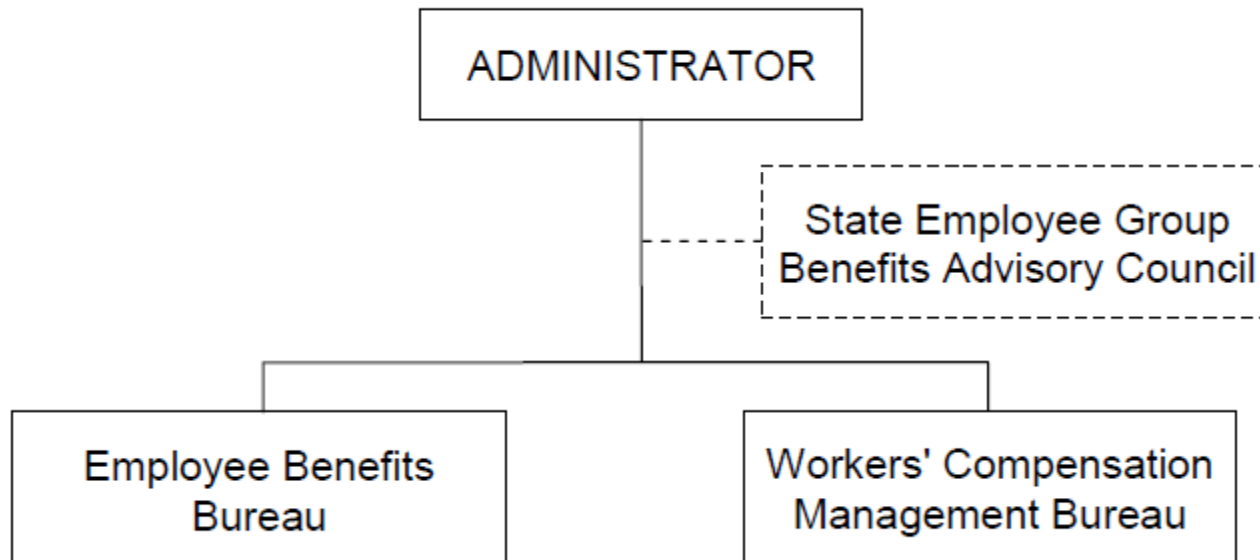 ADMINISTRATOR
State Employee Group
Benefits Advisory Council
Employee Benefits
Bureau
Workers' Compensation
Management Bureau